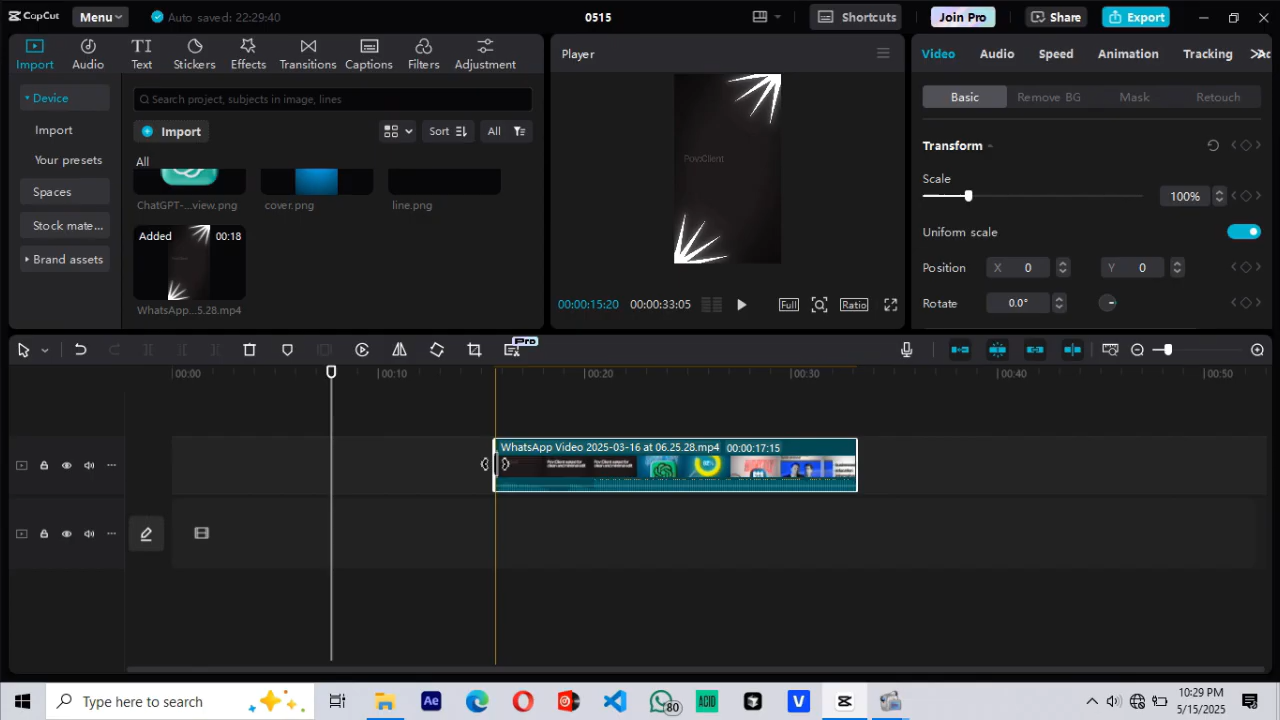 CapCut
Menu
Auto saved: 22:29:40
0515
Shortcuts
Join Pro
Share
Export
Import
Audio
Text
Stickers
Effects
Transitions
Captions
Filters
Adjustment
Device
Import
Your presets
Spaces
Stock mate...
Brand assets
Search project, subjects in image, lines
Import
Sort
All
All
ChatGPT-...view.png
cover.png
line.png
Added
00:18
WhatsApp...5.28.mp4
Player
PovoClient
00:00:15:20
00:00:33:05
Full
Ratio
Video
Audio
Speed
Animation
Tracking
Basic
Remove BG
Mask
Retouch
Transform
Scale
100%
Uniform scale
Position
X
0
Y
0
Rotate
0.0°
Pro
00:00
00:10
00:20
00:30
00:40
00:50
WhatsApp Video 2025-03-16 at 06.25.28.mp4
00:00:17:15
Type here to search
Ae
80
ACID
V
10:29 PM
5/15/2025